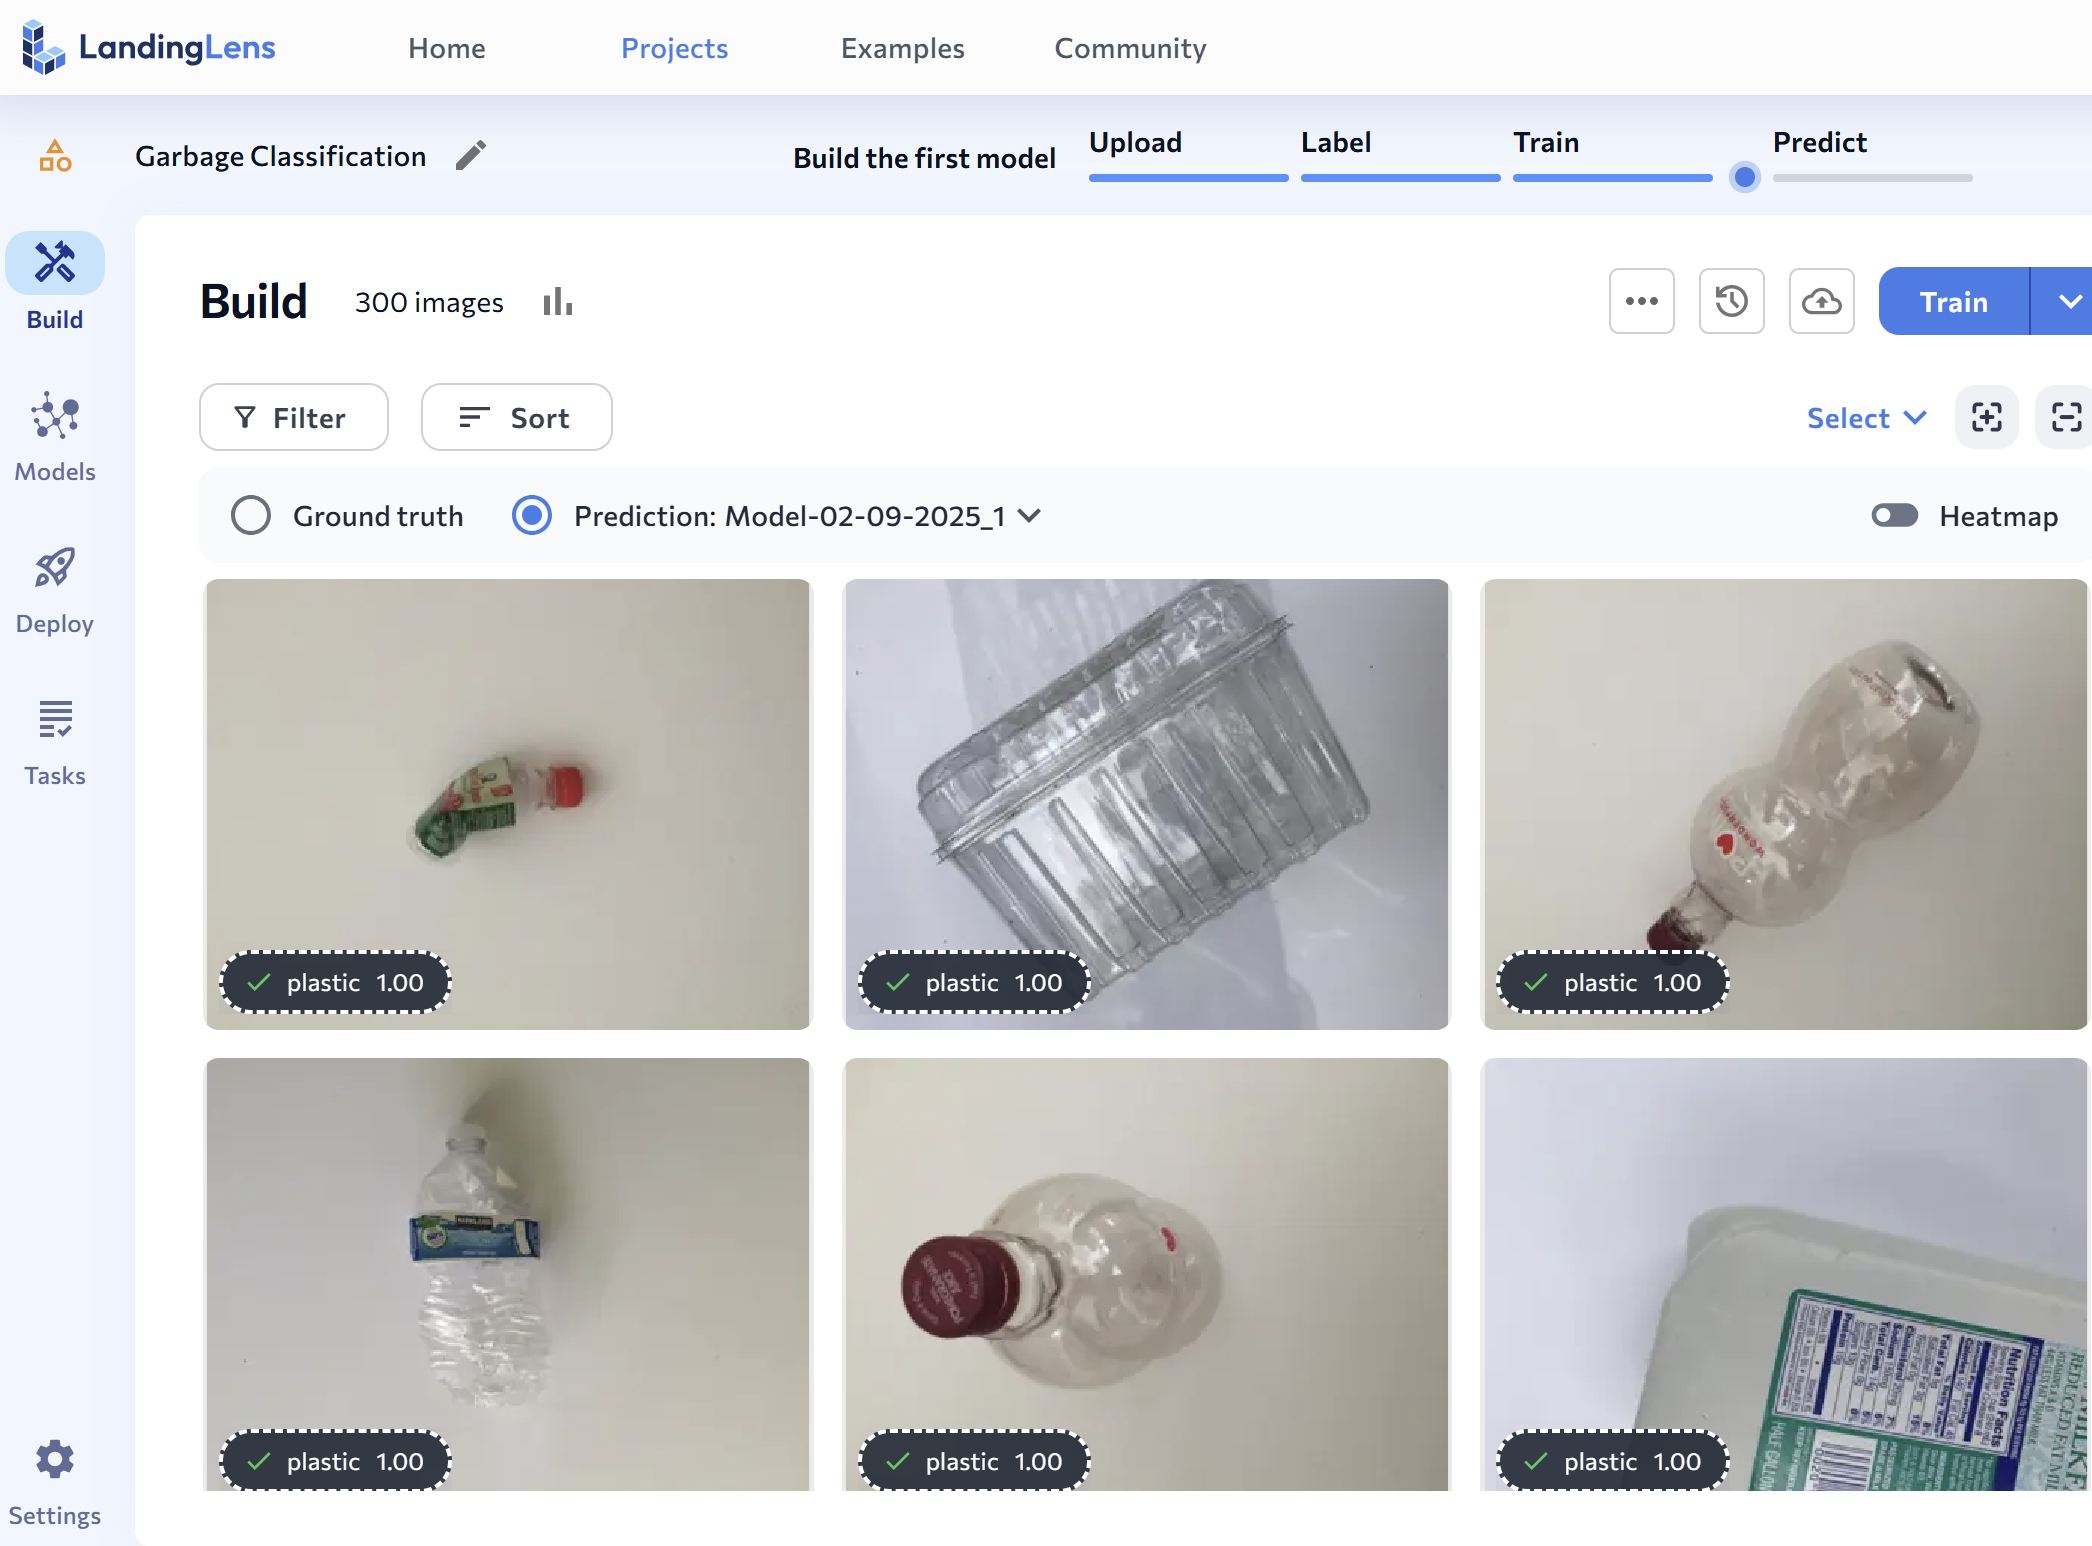 LandingLens
Home
Projects
Examples
Community
Garbage Classification
Build the first model
Upload
Label
Train
Predict
Build
Models
Deploy
Tasks
Settings
Build
300 images
Train
Filter
Sort
Select
Ground truth
Prediction: Model-02-09-2025_1
Heatmap
plastic 1.00
plastic 1.00
plastic 1.00
plastic 1.00
plastic 1.00
Nutrition Facts
plastic 1.00